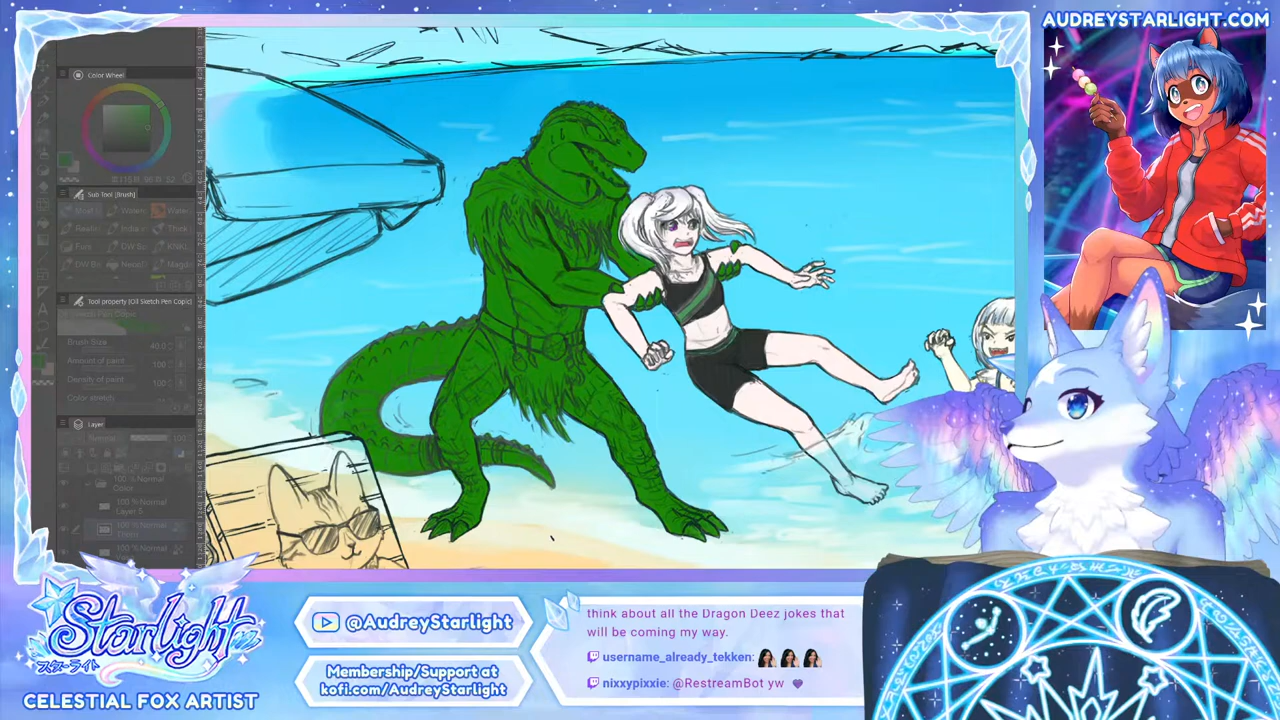 AUDREYSTARLIGHT.COM
Color Wheel
Sub Tool [Brush]
Tool property [Oil Sketch Pen Copic]
Brush Size
Amount of paint
Density of paint
Color stretch
Layer
Starlight
スターライト
CELESTIAL FOX ARTIST
@AudreyStarlight
Membership/Support at
kofi.com/AudreyStarlight
think about all the Dragon Deez jokes that
will be coming my way.
username_already_tekken:
nixxypixxie: @RestreamBot yw